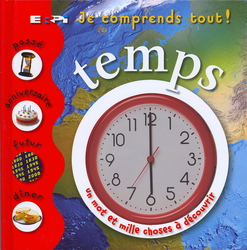 Je comprends tout !
temps
passé
anniversaire
futur
dîner
12
1
2
3
4
5
6
7
8
9
10
11
un mot et mille choses à découvrir